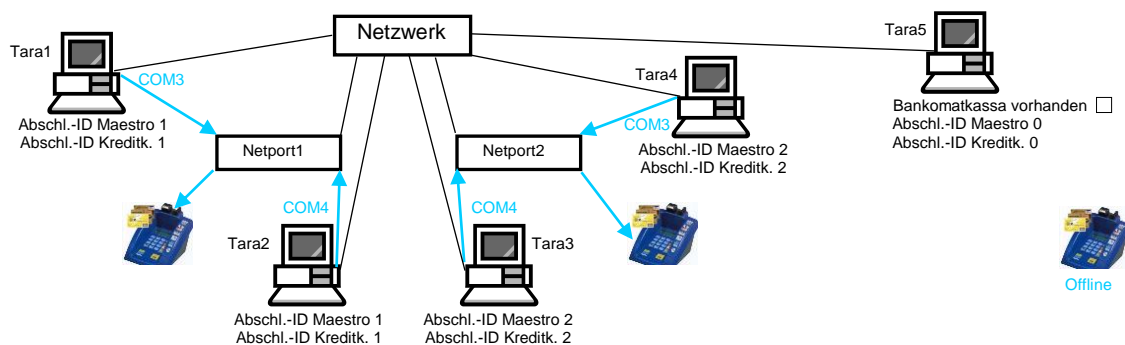 Netzwerk
Tara1
COM3
Abschl.-ID Maestro 1
Abschl.-ID Kreditk. 1
Netport1
COM4
Tara2
Abschl.-ID Maestro 1
Abschl.-ID Kreditk. 1
Tara4
COM3
Abschl.-ID Maestro 2
Abschl.-ID Kreditk. 2
Netport2
COM4
Tara3
Abschl.-ID Maestro 2
Abschl.-ID Kreditk. 2
Tara5
Bankomatkassa vorhanden
Abschl.-ID Maestro 0
Abschl.-ID Kreditk. 0
Offline